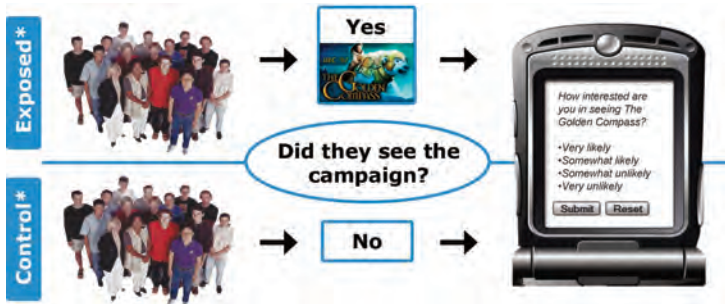 Exposed*
Yes
THE GOLDEN
COMPASS
How interested are
you in seeing The
Golden Compass?
•Very likely
•Somewhat likely
•Somewhat unlikely
•Very unlikely
Submit Reset
Did they see the
campaign?
Control*
No